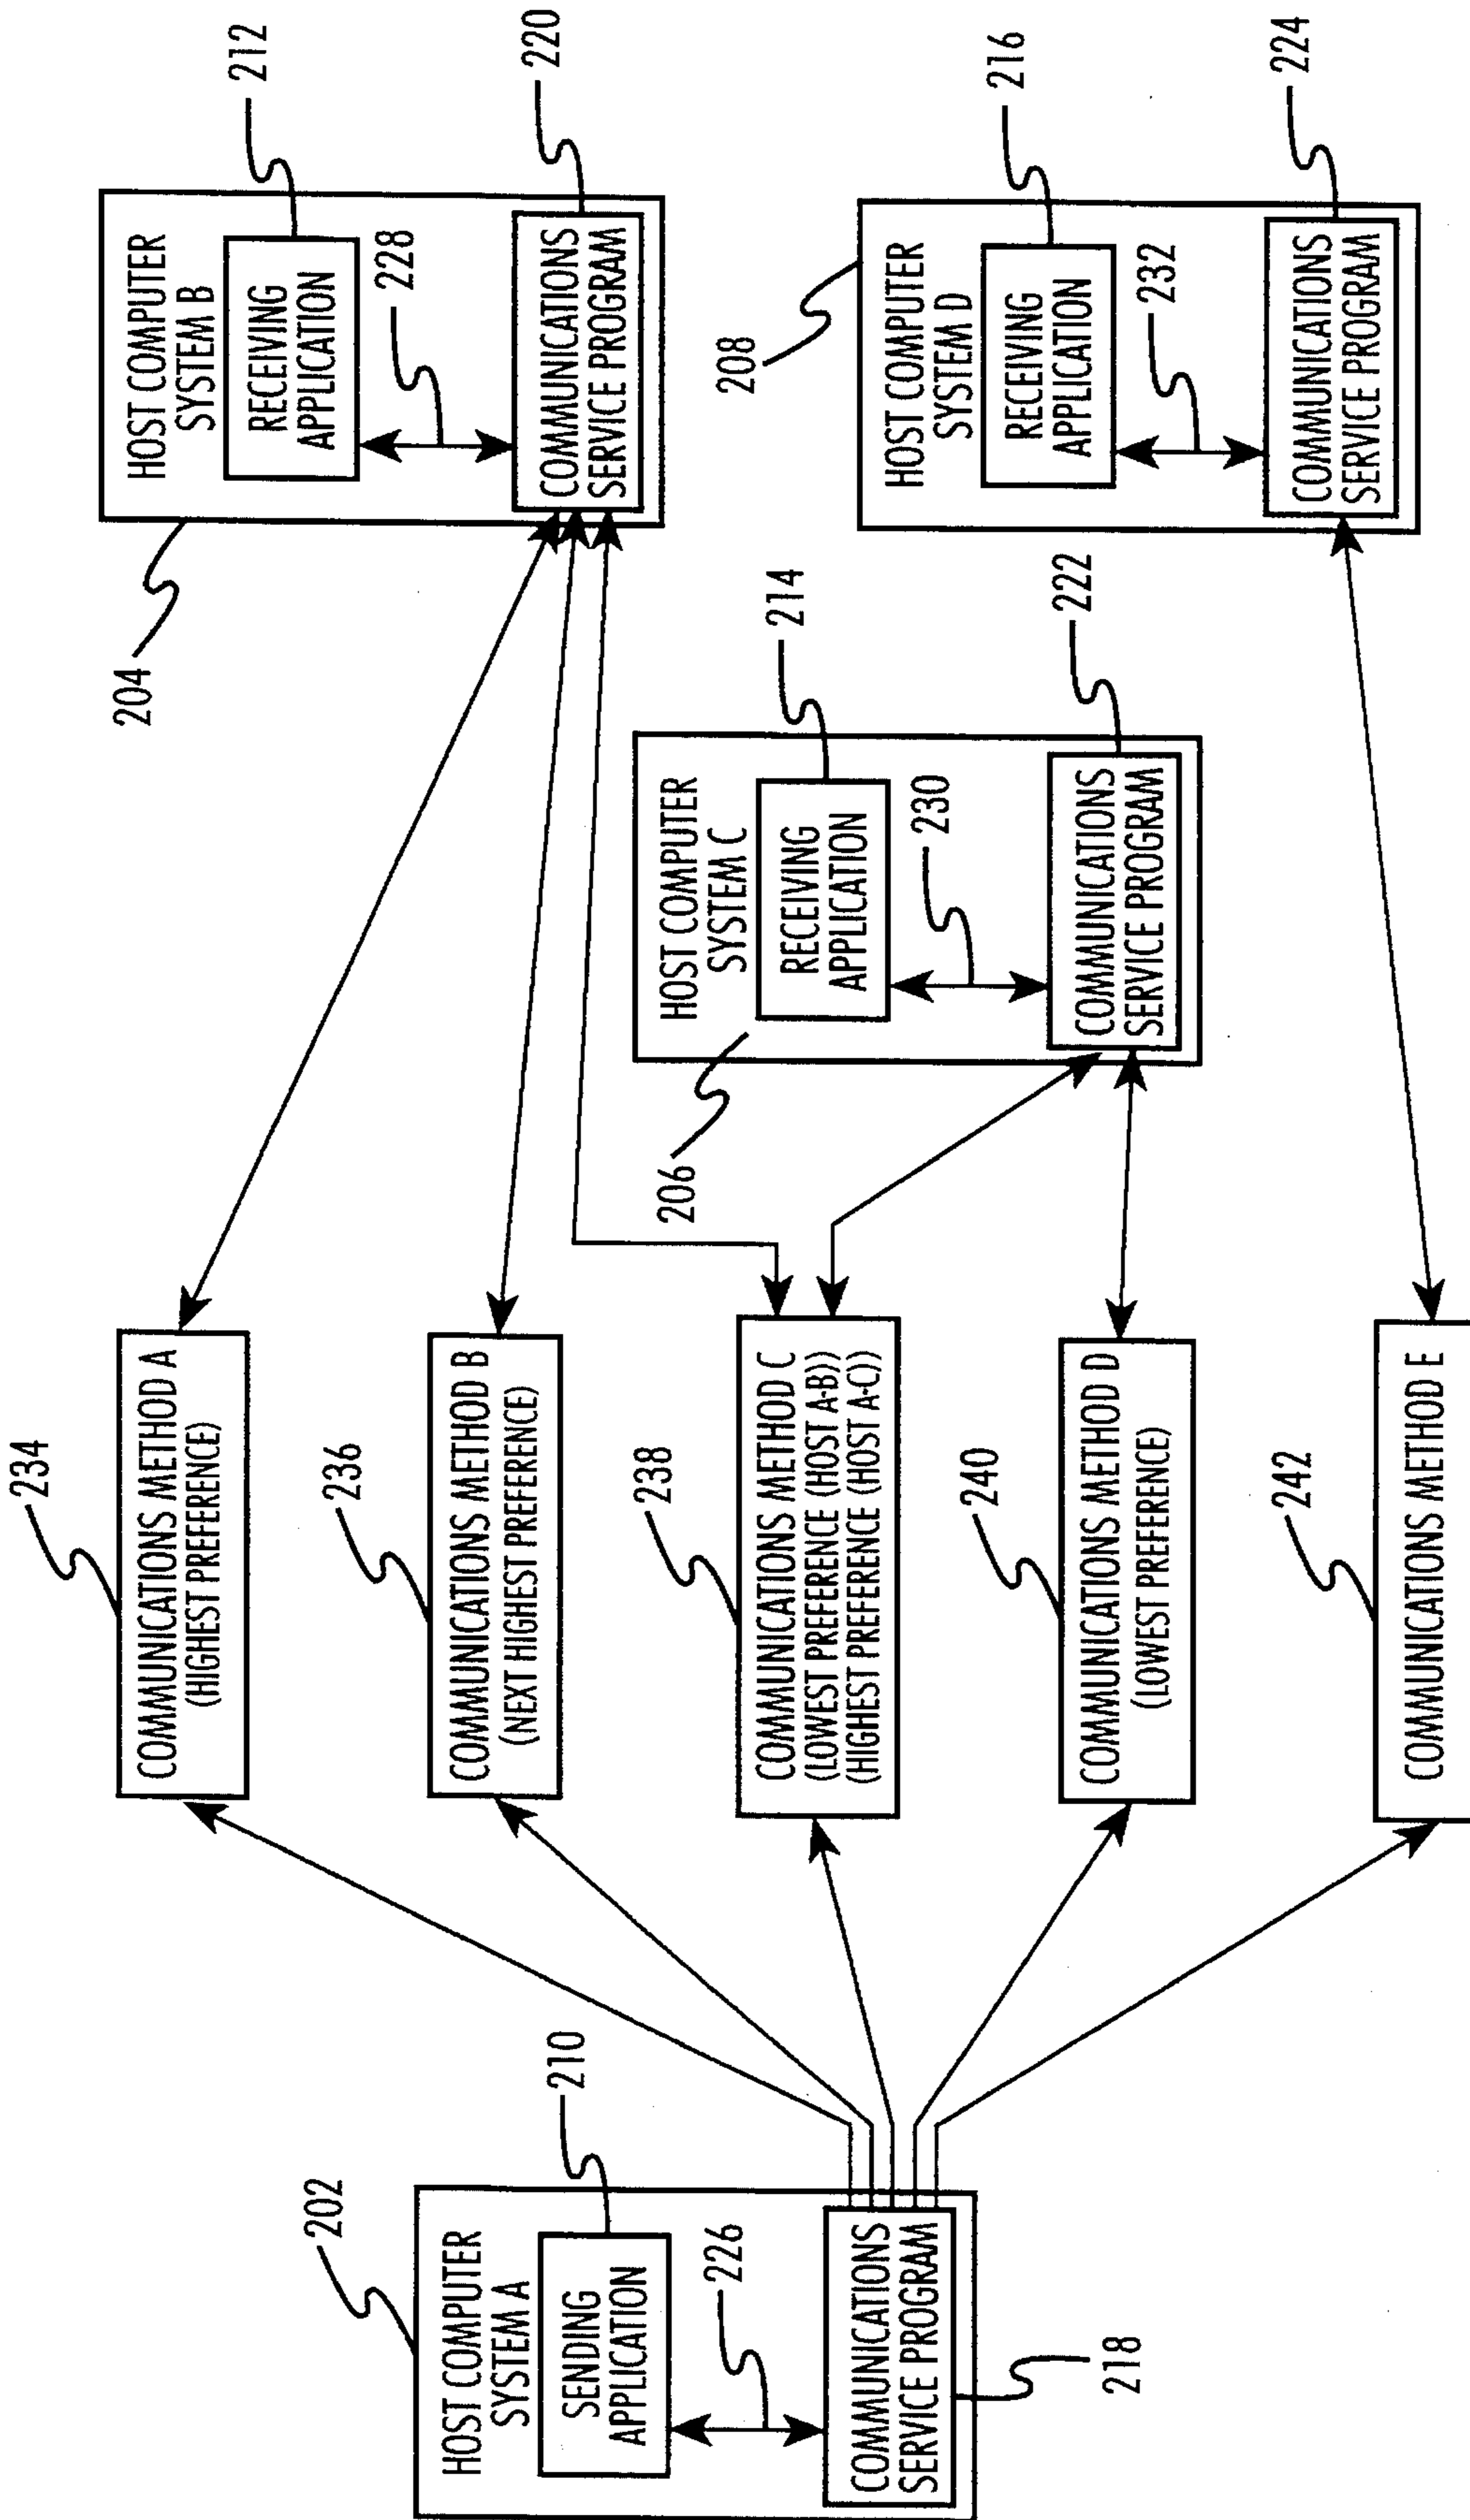 202
HOST COMPUTER
SYSTEM A
SENDING
APPLICATION
210
226
COMMUNICATIONS
SERVICE PROGRAM
218
234
COMMUNICATIONS METHOD A
(HIGHEST PREFERENCE)
236
COMMUNICATIONS METHOD B
(NEXT HIGHEST PREFERENCE)
238
COMMUNICATIONS METHOD C
(LOWEST PREFERENCE (HOST A-B))
(HIGHEST PREFERENCE (HOST A-C))
240
COMMUNICATIONS METHOD D
(LOWEST PREFERENCE)
242
COMMUNICATIONS METHOD E
204
HOST COMPUTER
SYSTEM B
RECEIVING
APPLICATION
212
228
COMMUNICATIONS
SERVICE PROGRAM
220
206
HOST COMPUTER
SYSTEM C
RECEIVING
APPLICATION
214
230
COMMUNICATIONS
SERVICE PROGRAM
222
208
HOST COMPUTER
SYSTEM D
RECEIVING
APPLICATION
216
232
COMMUNICATIONS
SERVICE PROGRAM
224